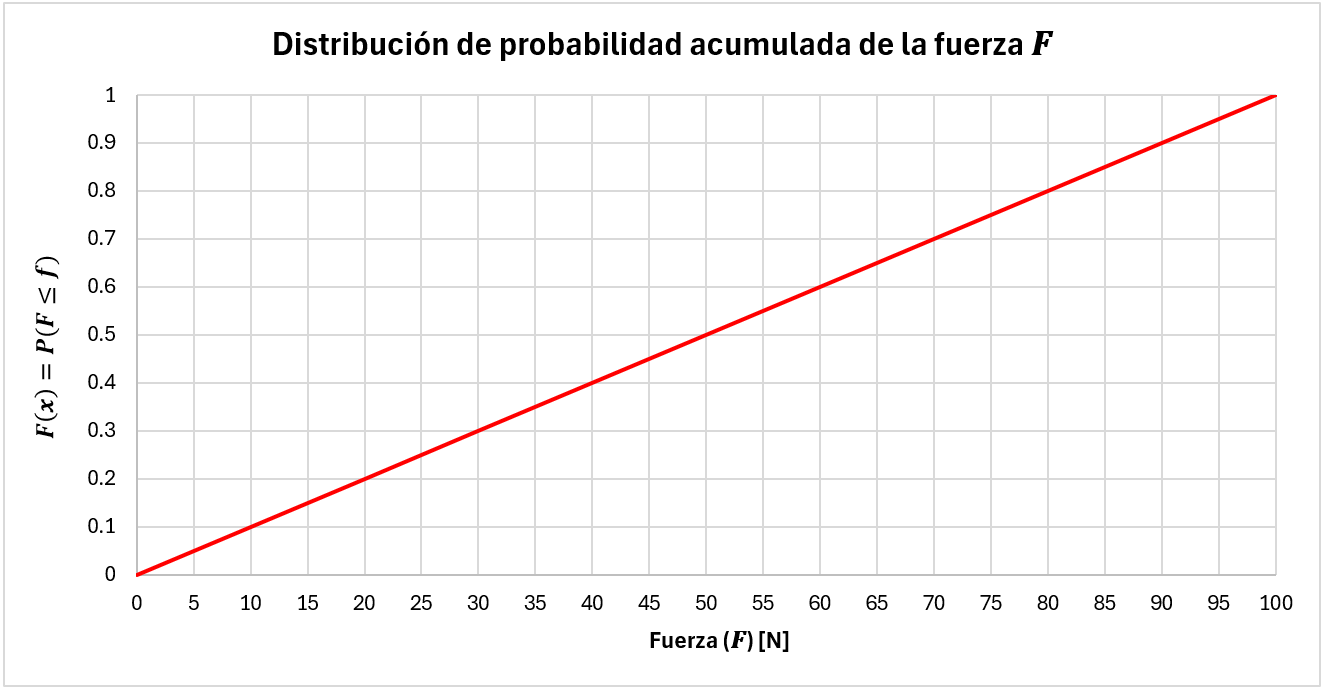 Distribución de probabilidad acumulada de la fuerza F
F(x) = P(F ≤ f)
1
0.9
0.8
0.7
0.6
0.5
0.4
0.3
0.2
0.1
0
0 5 10 15 20 25 30 35 40 45 50 55 60 65 70 75 80 85 90 95 100
Fuerza (F) [N]